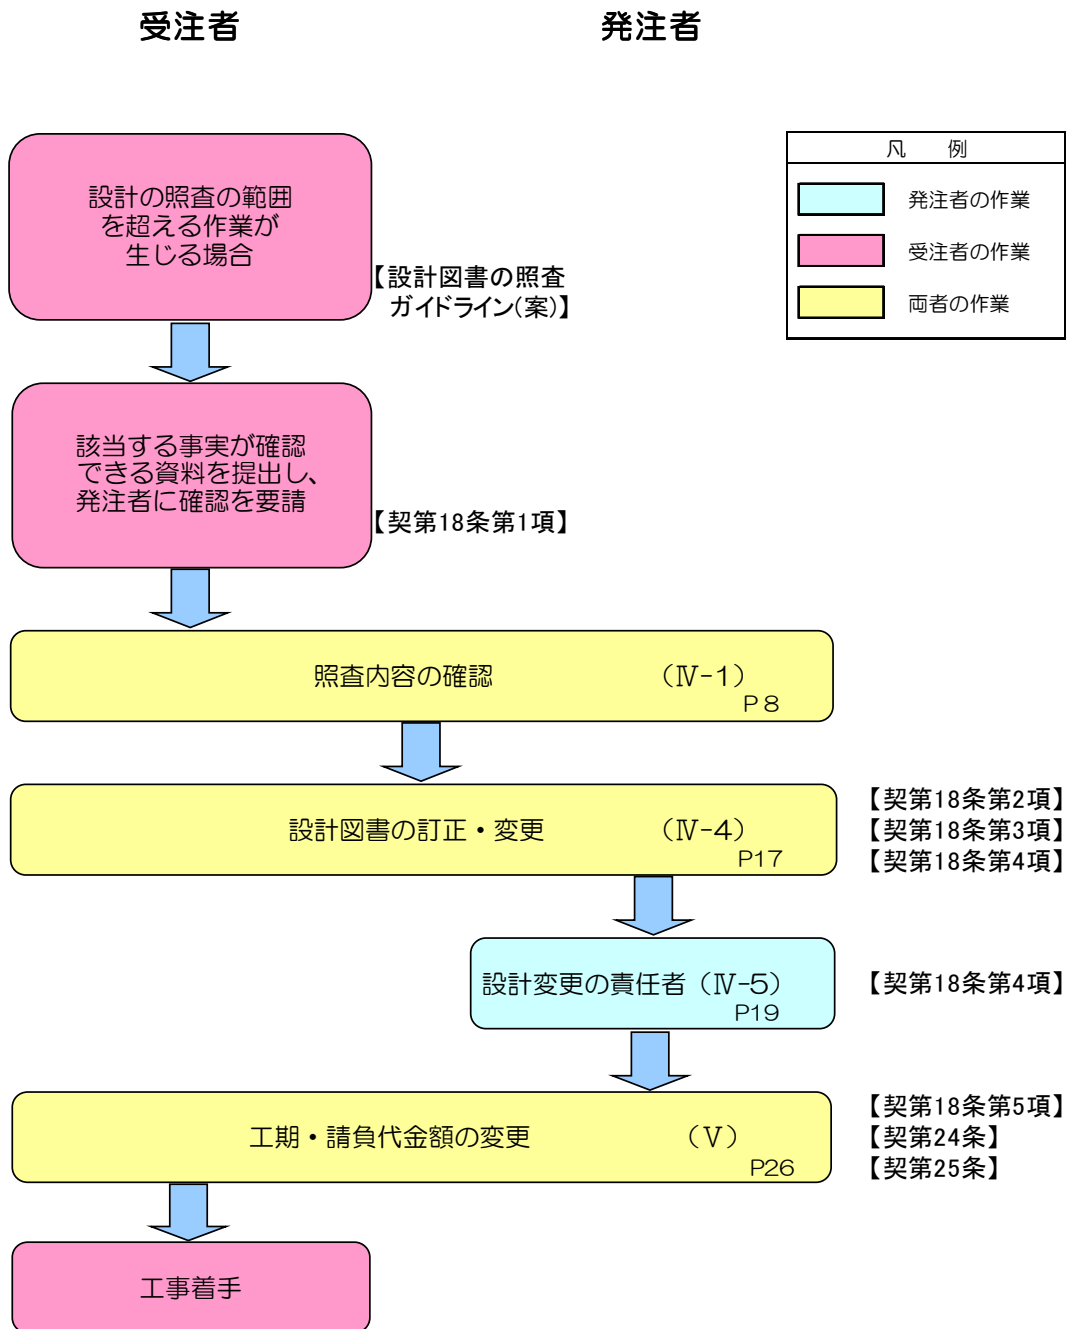 受注者
発注者
凡　例
発注者の作業
受注者の作業
両者の作業
設計の照査の範囲
を超える作業が
生じる場合
【設計図書の照査
ガイドライン(案)】
該当する事実が確認
できる資料を提出し、
発注者に確認を要請
【契第18条第1項】
照査内容の確認　（Ⅳ-1）
P8
設計図書の訂正・変更　（Ⅳ-4）
P17
【契第18条第2項】
【契第18条第3項】
【契第18条第4項】
設計変更の責任者（Ⅳ-5）
P19
【契第18条第4項】
工期・請負代金額の変更　（Ⅴ）
P26
【契第18条第5項】
【契第24条】
【契第25条】
工事着手